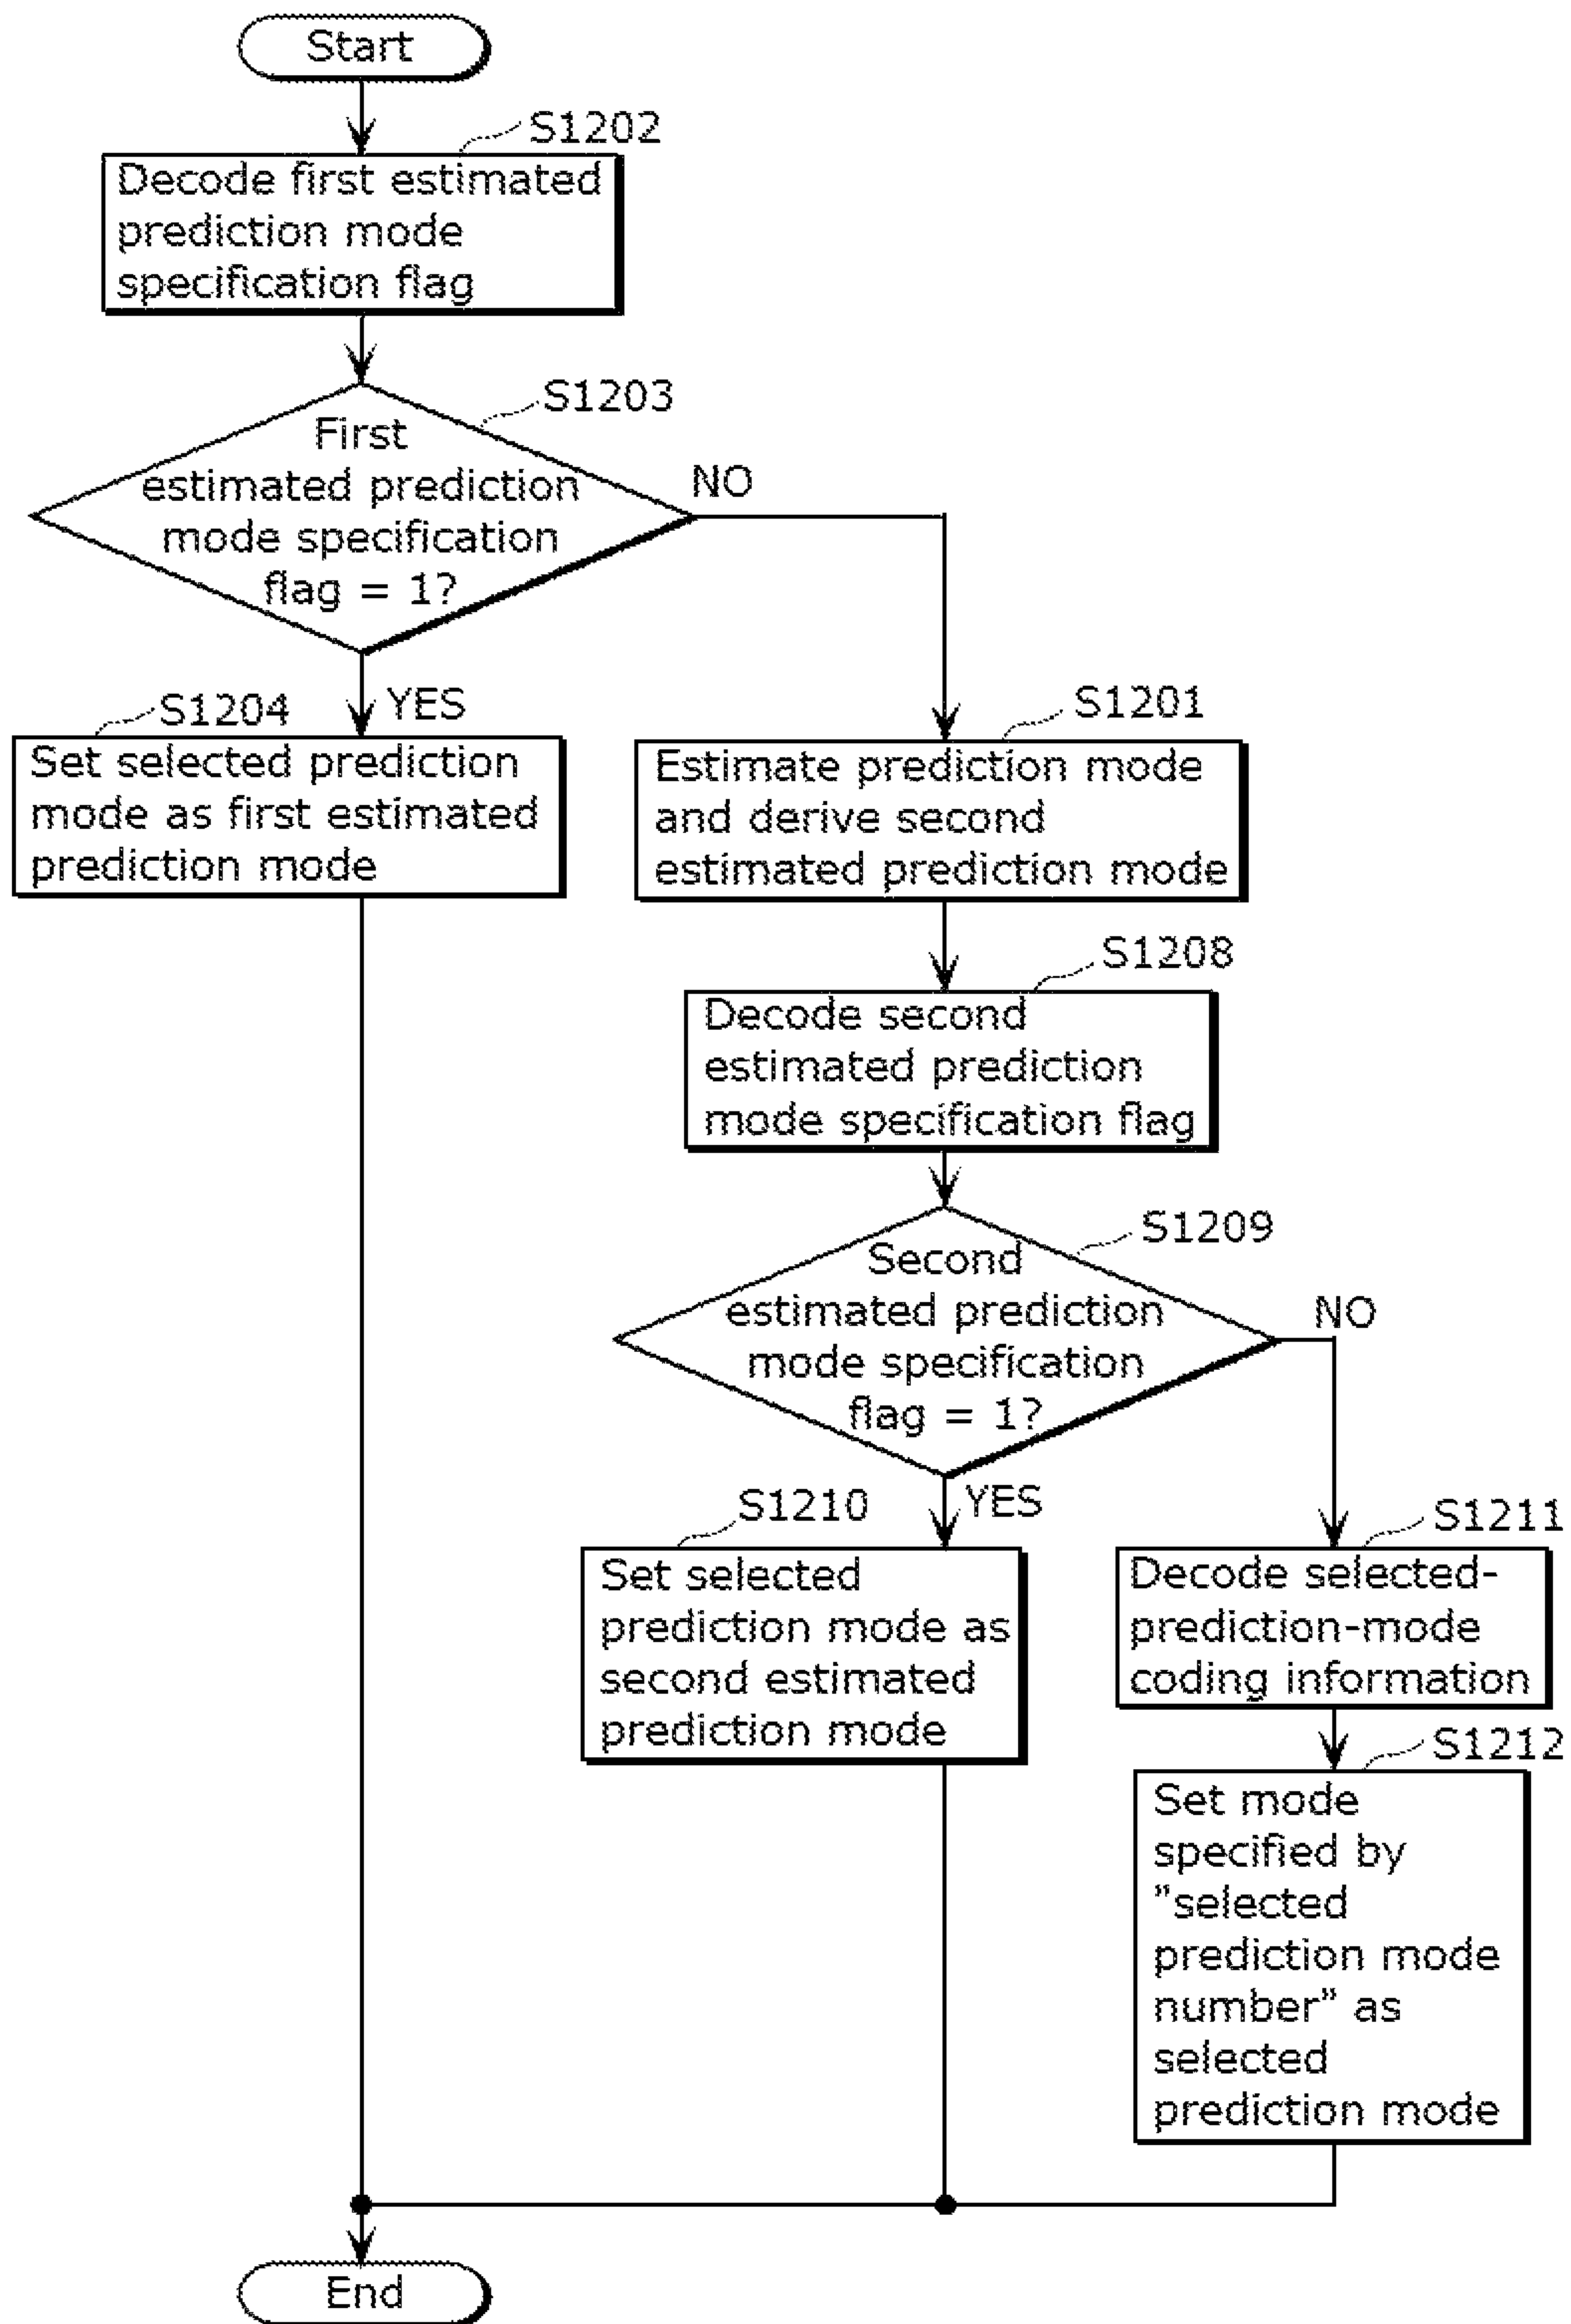 Start
S1202
Decode first estimated
prediction mode
specification flag
S1203
First
estimated prediction
mode specification
flag = 1?
NO
YES
S1204
Set selected prediction
mode as first estimated
prediction mode
S1201
Estimate prediction mode
and derive second
estimated prediction mode
S1208
Decode second
estimated prediction
mode specification flag
S1209
Second
estimated prediction
mode specification
flag = 1?
NO
YES
S1210
Set selected
prediction mode as
second estimated
prediction mode
S1211
Decode selected-
prediction-mode
coding information
S1212
Set mode
specified by
"selected
prediction mode
number" as
selected
prediction mode
End